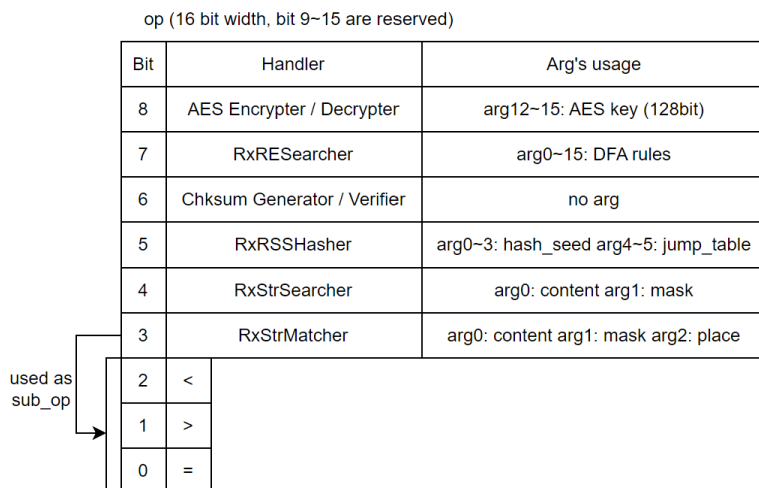 op (16 bit width, bit 9~15 are reserved)
Bit Handler Arg's usage
8 AES Encrypter / Decrypter arg12~15: AES key (128bit)
7 RxRESearcher arg0~15: DFA rules
6 Chksum Generator / Verifier no arg
5 RxRSSHasher arg0~3: hash_seed arg4~5: jump_table
4 RxStrSearcher arg0: content arg1: mask
3 RxStrMatcher arg0: content arg1: mask arg2: place
used as
sub_op
2 <
1 >
0 =